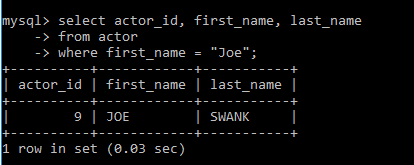 mysql> select actor_id, first_name, last_name
    -> from actor
    -> where first_name = "Joe";
+----------+------------+-----------+
| actor_id | first_name | last_name |
+----------+------------+-----------+
|        9 | JOE        | SWANK     |
+----------+------------+-----------+
1 row in set (0.03 sec)